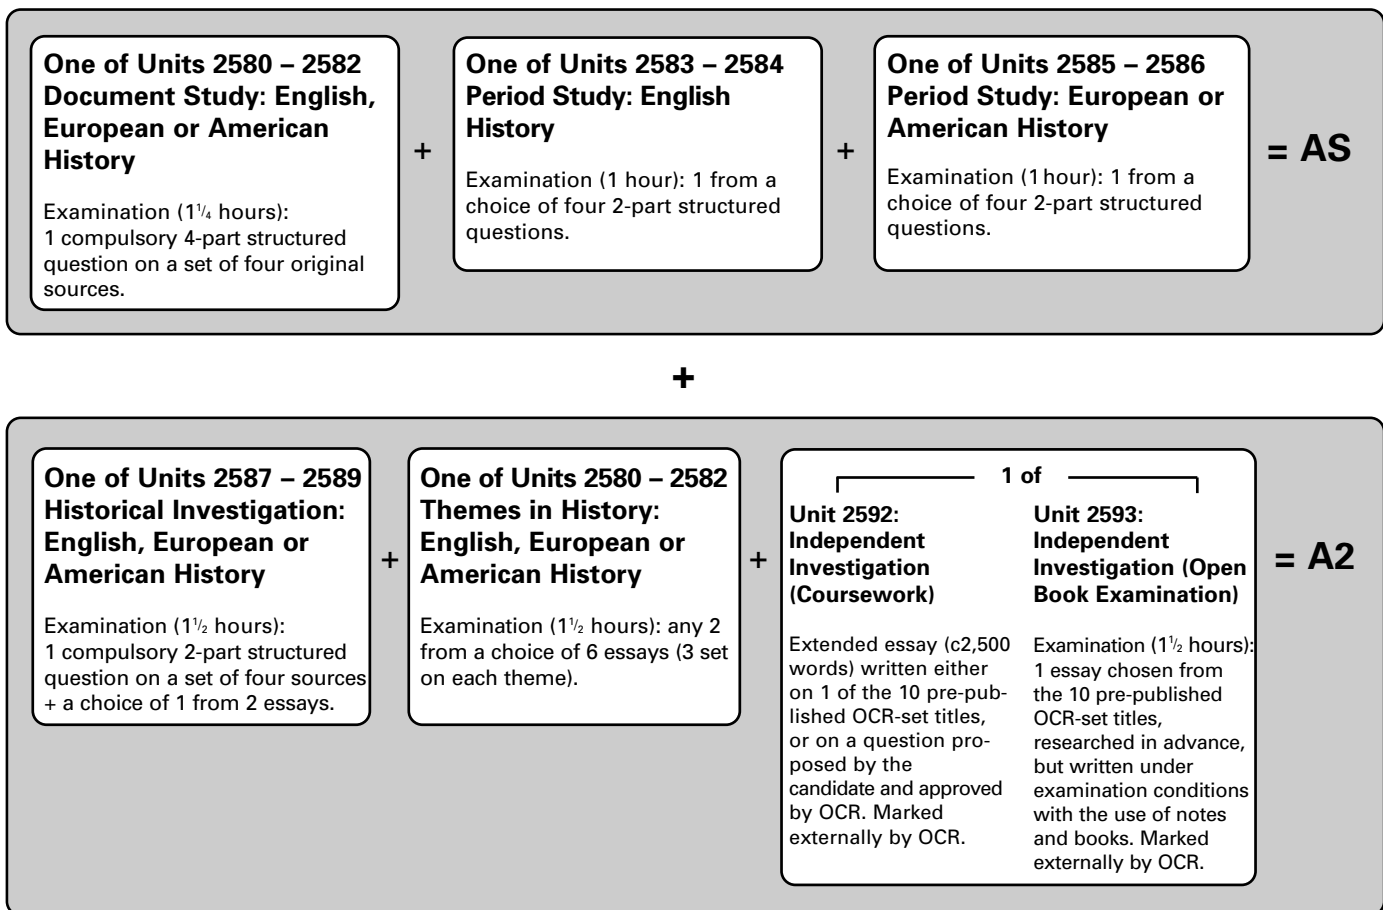 One of Units 2580 – 2582
Document Study: English,
European or American
History
Examination (1¼ hours):
1 compulsory 4-part structured
question on a set of four original
sources.
+
One of Units 2583 – 2584
Period Study: English
History
Examination (1 hour): 1 from a
choice of four 2-part structured
questions.
+
One of Units 2585 – 2586
Period Study: European or
American History
Examination (1 hour): 1 from a
choice of four 2-part structured
questions.
= AS
+
One of Units 2587 – 2589
Historical Investigation:
English, European or
American History
Examination (1½ hours):
1 compulsory 2-part structured
question on a set of four sources
+ a choice of 1 from 2 essays.
+
One of Units 2580 – 2582
Themes in History:
English, European or
American History
Examination (1½ hours): any 2
from a choice of 6 essays (3 set
on each theme).
+
1 of
Unit 2592:
Independent
Investigation
(Coursework)
Extended essay (c2,500
words) written either
on 1 of the 10 pre-pub-
lished OCR-set titles,
or on a question pro-
posed by the
candidate and approved
by OCR. Marked
externally by OCR.
Unit 2593:
Independent
Investigation (Open
Book Examination)
Examination (1½ hours):
1 essay chosen from
the 10 pre-published
OCR-set titles,
researched in advance,
but written under
examination conditions
with the use of notes
and books. Marked
externally by OCR.
= A2